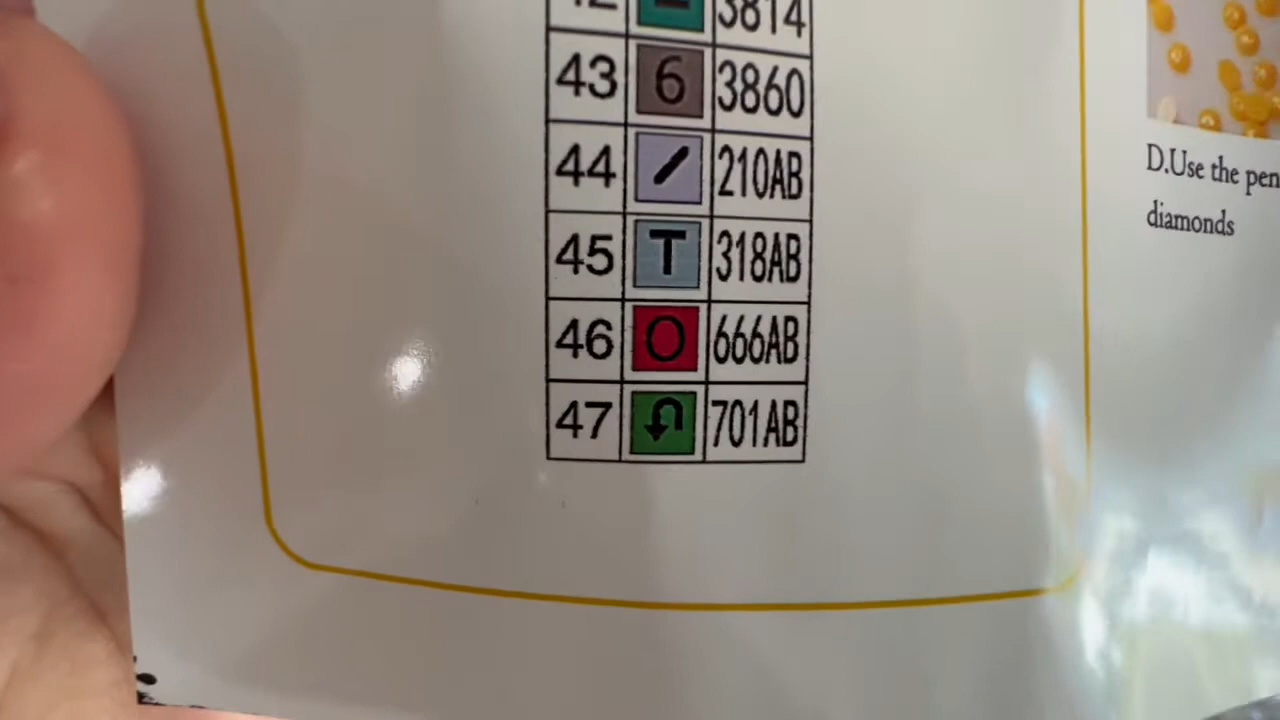 3814
43 6 3860
44 / 210AB
45 T 318AB
46 O 666AB
47 701AB
D.Use the pen
diamonds